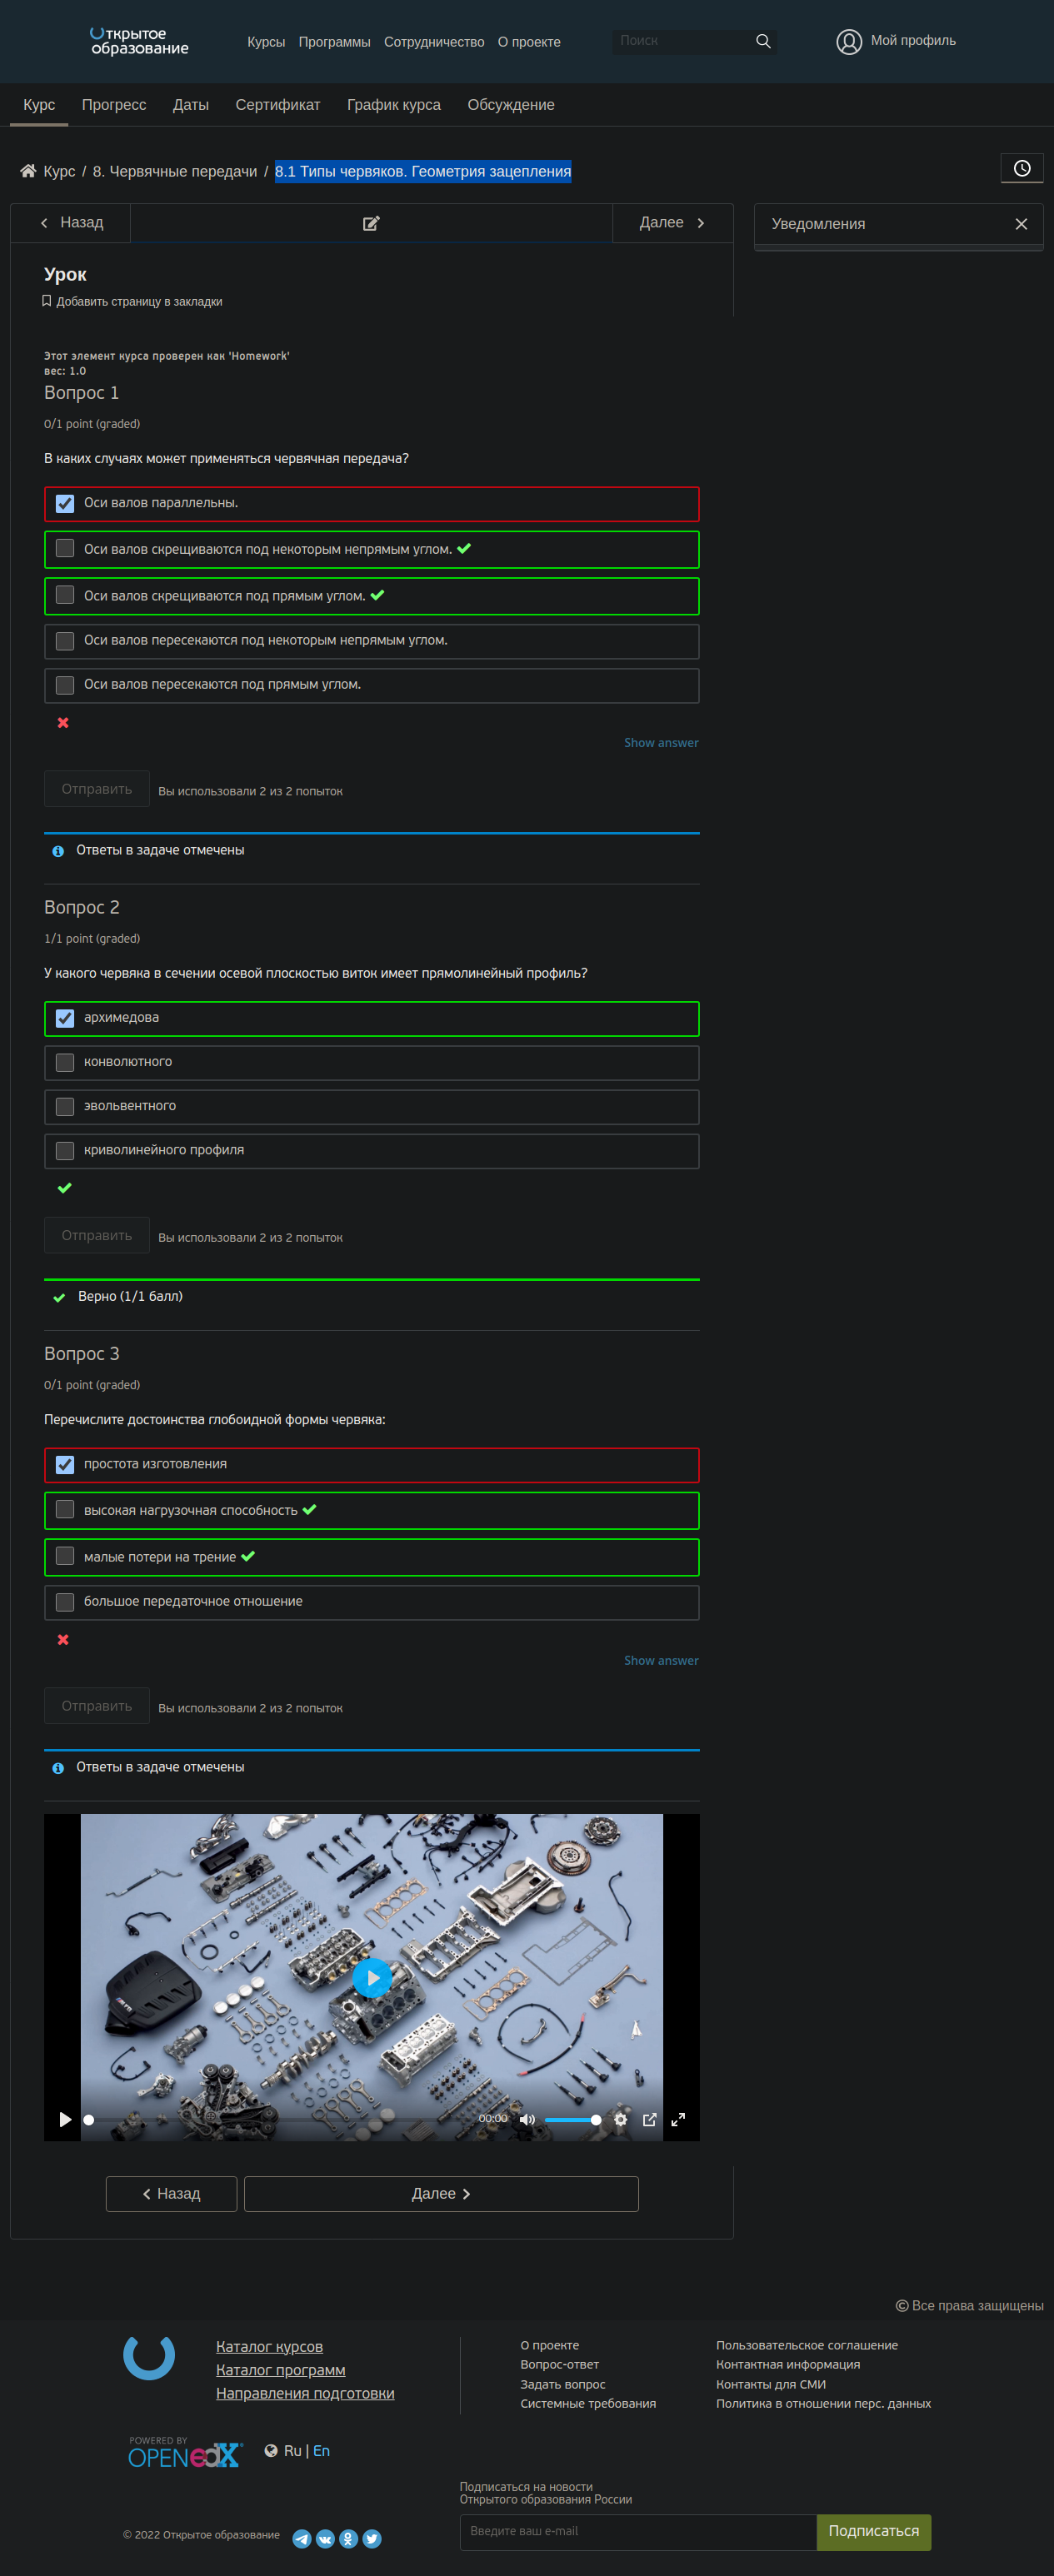 Открытое
образование
Курсы Программы Сотрудничество О проекте
Поиск
Мой профиль
Курс Прогресс Даты Сертификат График курса Обсуждение
Курс / 8. Червячные передачи / 8.1 Типы червяков. Геометрия зацепления
Назад
Далее
Уведомления
Урок
Добавить страницу в закладки
Этот элемент курса проверен как 'Homework'
вес: 1.0
Вопрос 1
0/1 point (graded)
В каких случаях может применяться червячная передача?
Оси валов параллельны.
Оси валов скрещиваются под некоторым непрямым углом.
Оси валов скрещиваются под прямым углом.
Оси валов пересекаются под некоторым непрямым углом.
Оси валов пересекаются под прямым углом.
Show answer
Отправить Вы использовали 2 из 2 попыток
Ответы в задаче отмечены
Вопрос 2
1/1 point (graded)
У какого червяка в сечении осевой плоскостью виток имеет прямолинейный профиль?
архимедова
конволютного
эвольвентного
криволинейного профиля
Отправить Вы использовали 2 из 2 попыток
Верно (1/1 балл)
Вопрос 3
0/1 point (graded)
Перечислите достоинства глобоидной формы червяка:
простота изготовления
высокая нагрузочная способность
малые потери на трение
большое передаточное отношение
Show answer
Отправить Вы использовали 2 из 2 попыток
Ответы в задаче отмечены
00:00
Назад Далее
© Все права защищены
Каталог курсов
Каталог программ
Направления подготовки
О проекте
Вопрос-ответ
Задать вопрос
Системные требования
Пользовательское соглашение
Контактная информация
Контакты для СМИ
Политика в отношении перс. данных
POWERED BY
OPEN edX
Ru | En
Подписаться на новости
Открытого образования России
© 2022 Открытое образование
Введите ваш e-mail
Подписаться